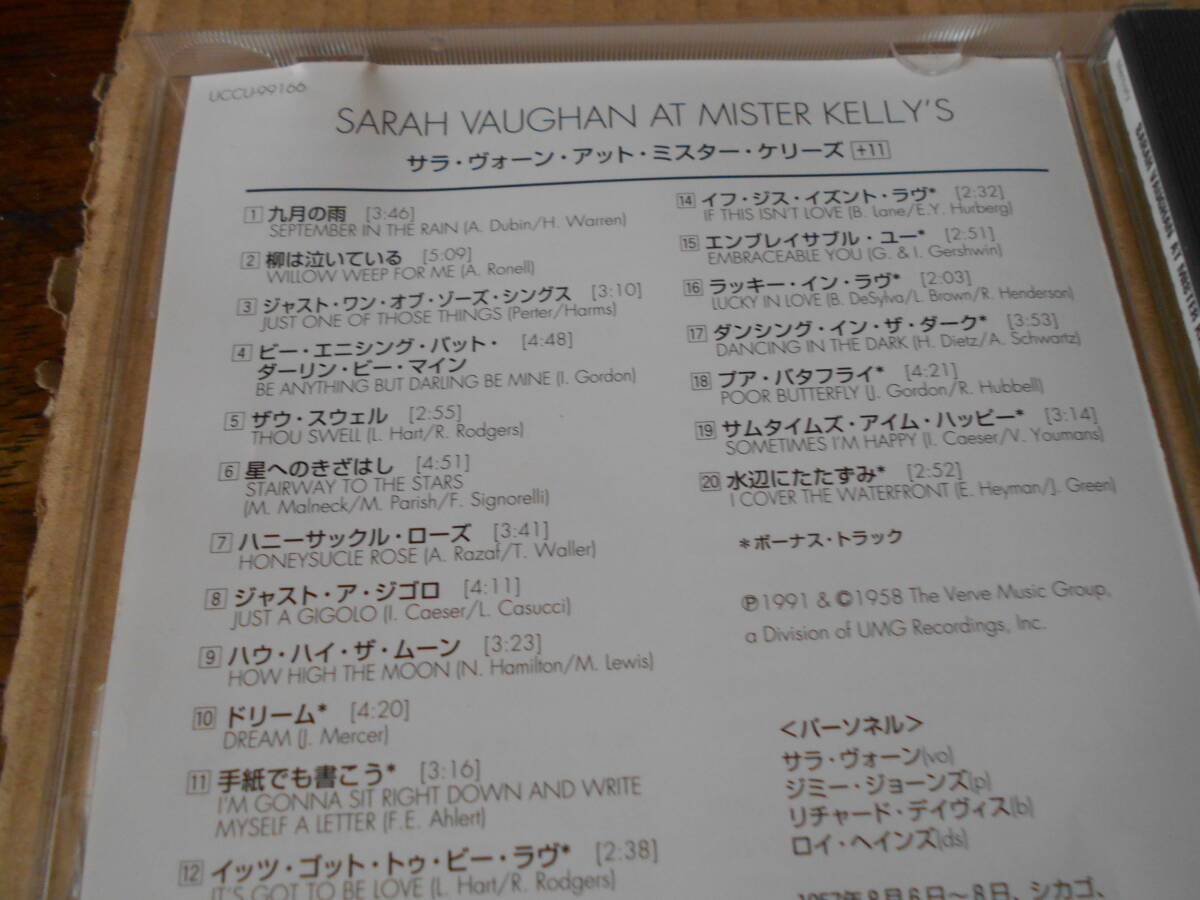 UCCU-99166
SARAH VAUGHAN AT MISTER KELLY'S
サラ・ヴォーン・アット・ミスター・ケリーズ +11
1 九月の雨 [3:46]
SEPTEMBER IN THE RAIN (A. Dubin/H. Warren)
2 柳は泣いている [5:09]
WILLOW WEEP FOR ME (A. Ronell)
3 ジャスト・ワン・オブ・ゾーズ・シングス [3:10]
JUST ONE OF THOSE THINGS (Perter/Harms)
4 ビー・エニシング・バット・ [4:48]
ダーリン・ビー・マイン
BE ANYTHING BUT DARLING BE MINE (I. Gordon)
5 ザウ・スウェル [2:55]
THOU SWELL (L. Hart/R. Rodgers)
6 星へのきざはし [4:51]
STAIRWAY TO THE STARS
(M. Malneck/M. Parish/F. Signorelli)
7 ハニーサックル・ローズ [3:41]
HONEYSUCLE ROSE (A. Razaf/T. Waller)
8 ジャスト・ア・ジゴロ [4:11]
JUST A GIGOLO (I. Caeser/L. Casucci)
9 ハウ・ハイ・ザ・ムーン [3:23]
HOW HIGH THE MOON (N. Hamilton/M. Lewis)
10 ドリーム* [4:20]
DREAM (J. Mercer)
11 手紙でも書こう* [3:16]
I'M GONNA SIT RIGHT DOWN AND WRITE
MYSELF A LETTER (F.E. Ahlert)
12 イッツ・ゴット・トゥ・ビー・ラヴ* [2:38]
IT'S GOT TO BE LOVE (L. Hart/R. Rodgers)
14 イフ・ジス・イズント・ラヴ* [2:32]
IF THIS ISN'T LOVE (B. Lane/E.Y. Hurberg)
15 エンブレイサブル・ユー* [2:51]
EMBRACEABLE YOU (G. & I. Gershwin)
16 ラッキー・イン・ラヴ* [2:03]
LUCKY IN LOVE (B. DeSylva/L. Brown/R. Henderson)
17 ダンシング・イン・ザ・ダーク* [3:53]
DANCING IN THE DARK (H. Dietz/A. Schwartz)
18 プア・バタフライ* [4:21]
POOR BUTTERFLY (J. Gordon/R. Hubbell)
19 サムタイムズ・アイム・ハッピー* [3:14]
SOMETIMES I'M HAPPY (I. Caeser/V. Youmans)
20 水辺にたたずみ* [2:52]
I COVER THE WATERFRONT (E. Heyman/J. Green)
*ボーナス・トラック
℗1991 & ©1958 The Verve Music Group,
a Division of UMG Recordings, Inc.
<パーソネル>
サラ・ヴォーン(vo)
ジミー・ジョーンズ(p)
リチャード・デイヴィス(b)
ロイ・ヘインズ(ds)
1957年8月6日~8日、シカゴ、
SARAH VAUGHAN AT MISTER